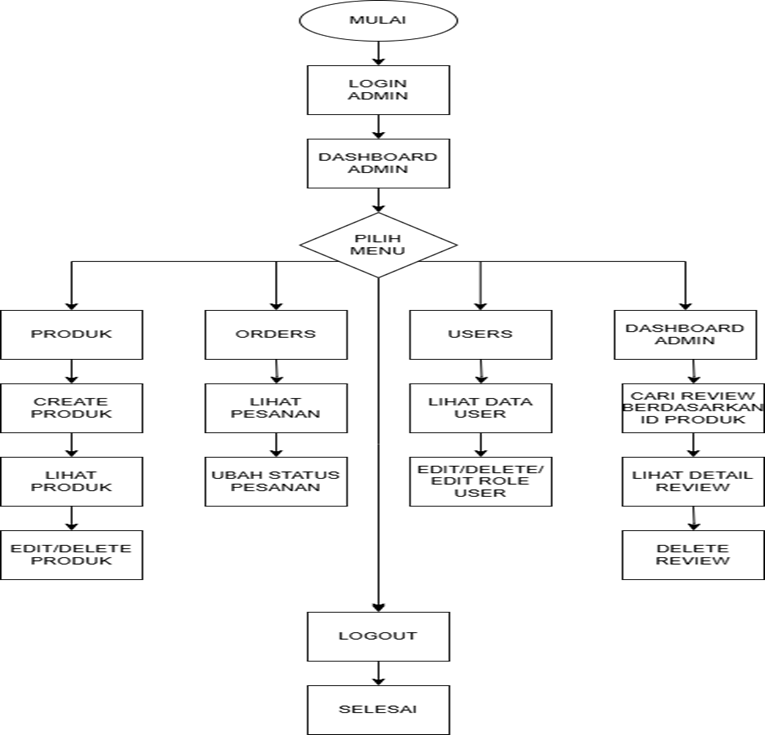 MULAI
LOGIN
ADMIN
DASHBOARD
ADMIN
PILIH
MENU
PRODUK
CREATE
PRODUK
LIHAT
PRODUK
EDIT/DELETE
PRODUK
ORDERS
LIHAT
PESANAN
UBAH STATUS
PESANAN
USERS
LIHAT DATA
USER
EDIT/DELETE/
EDIT ROLE
USER
DASHBOARD
ADMIN
CARI REVIEW
BERDASARKAN
ID PRODUK
LIHAT DETAIL
REVIEW
DELETE
REVIEW
LOGOUT
SELESAI